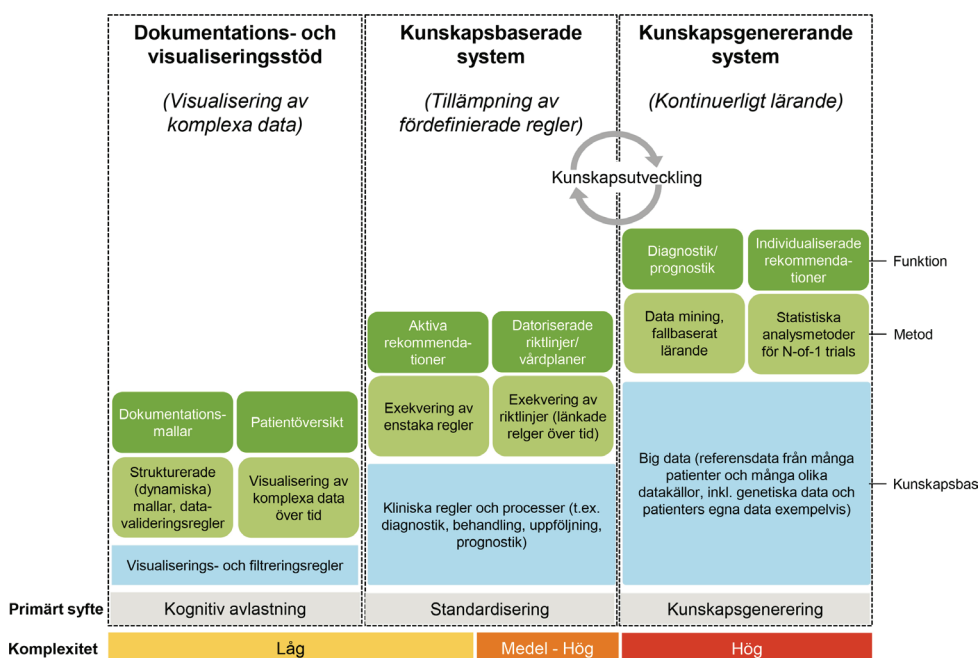 Dokumentations- och
visualiseringsstöd
(Visualisering av
komplexa data)
Kunskapsbaserade
system
(Tillämpning av
fördefinierade regler)
Kunskapsgenererande
system
(Kontinuerligt lärande)
Kunskapsutveckling
Diagnostik/
prognostik
Individualiserade
rekommenda-
tioner
Funktion
Data mining,
fallbaserat
lärande
Statistiska
analysmetoder
för N-of-1 trials
Metod
Aktiva
rekommenda-
tioner
Datoriserade
riktlinjer/
vårdplaner
Exekvering av
enstaka regler
Exekvering av
riktlinjer (länkade
relger över tid)
Dokumentations-
mallar
Patientöversikt
Strukturerade
(dynamiska)
mallar, data-
valideringsregler
Visualisering av
komplexa data
över tid
Big data (referensdata från många
patienter och många olika
datakällor, inkl. genetiska data och
patienters egna data exempelvis)
Kunskapsbas
Kliniska regler och processer (t.ex.
diagnostik, behandling, uppföljning,
prognostik)
Visualiserings- och filtreringsregler
Primärt syfte
Kognitiv avlastning
Standardisering
Kunskapsgenerering
Komplexitet
Låg
Medel - Hög
Hög